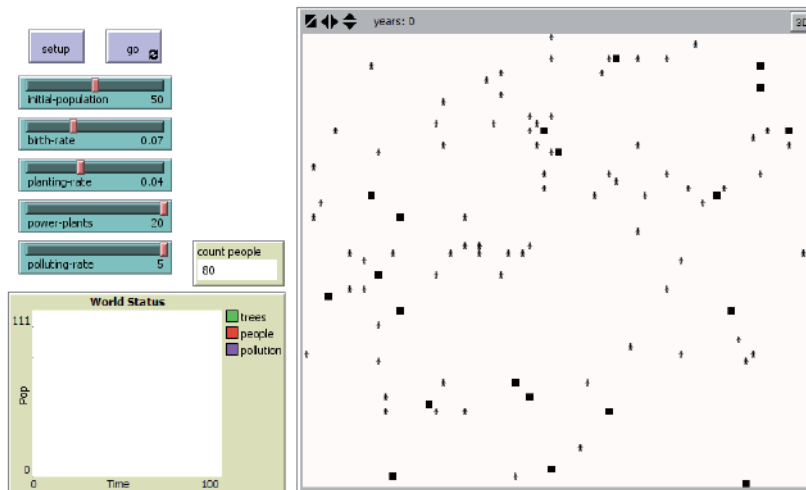 setup
go
initial-population 50
birth-rate 0.07
planting-rate 0.04
power-plants 20
polluting-rate 5
count people
80
World Status
111
Pop
0
0 Time 100
trees
people
pollution
years: 0
3D